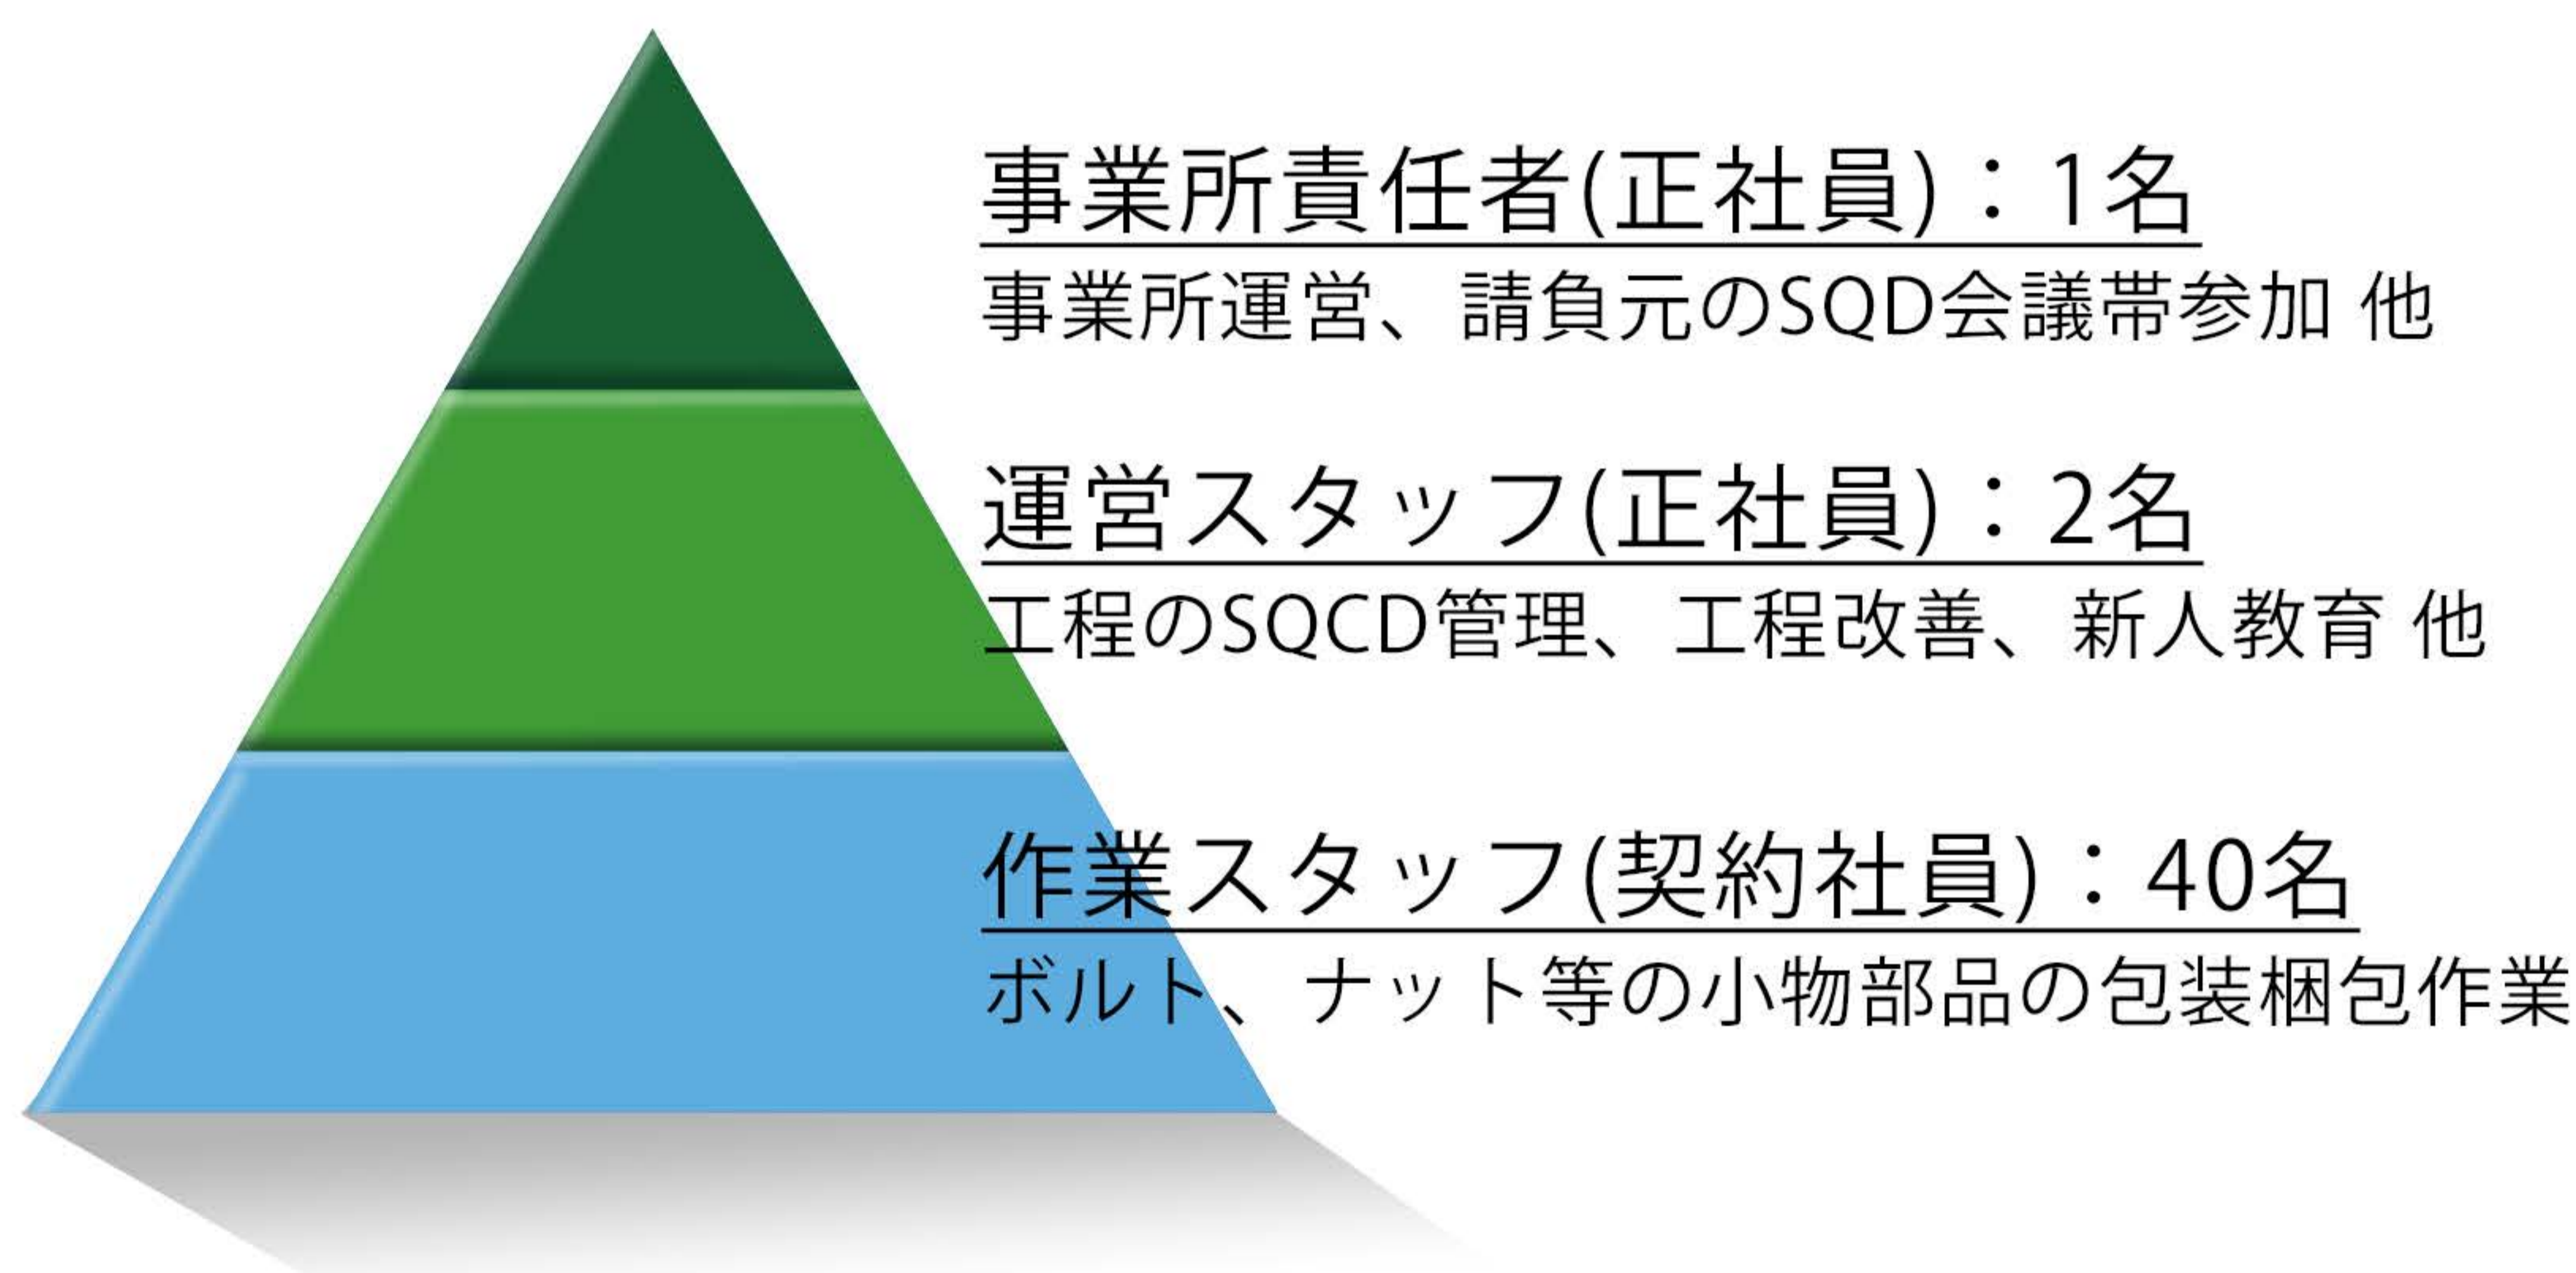 事業所責任者(正社員)：1名
事業所運営、請負元のSQD会議帯参加 他
運営スタッフ(正社員)：2名
工程のSQCD管理、工程改善、新人教育 他
作業スタッフ(契約社員)：40名
ボルト、ナット等の小物部品の包装梱包作業